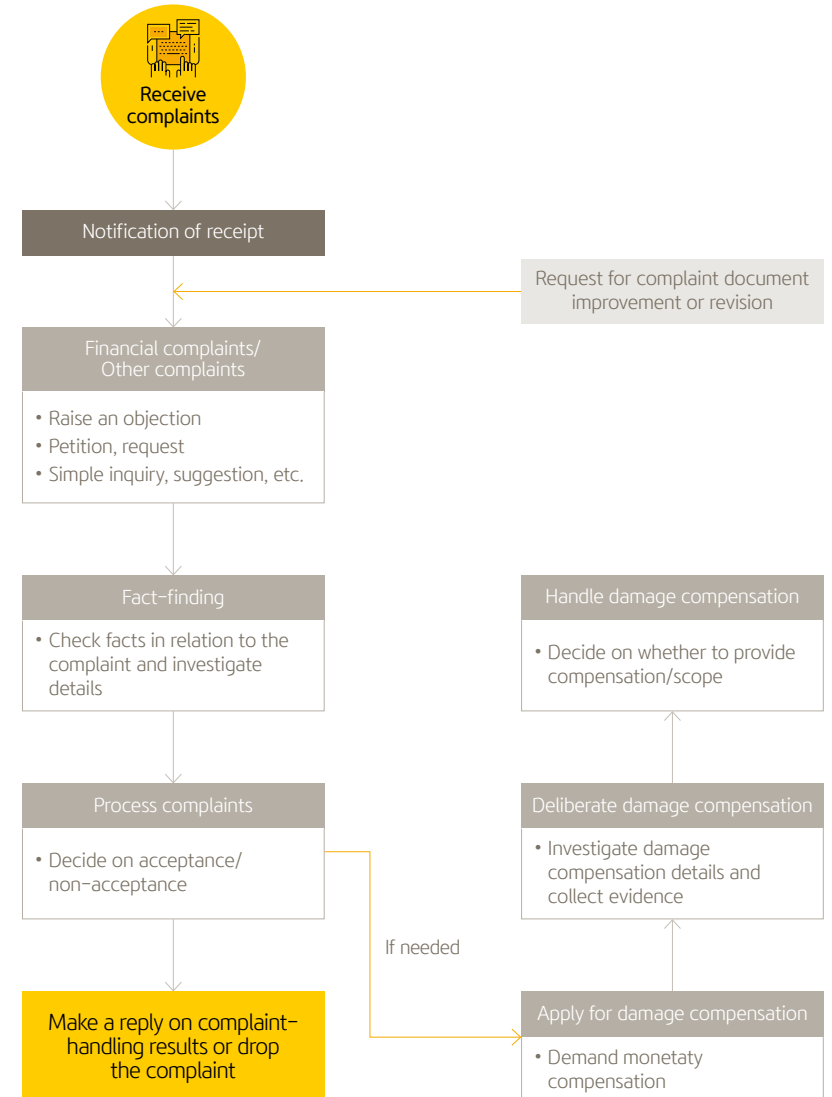 Receive
complaints
Notification of receipt
Request for complaint document
improvement or revision
Financial complaints/
Other complaints
• Raise an objection
• Petition, request
• Simple inquiry, suggestion, etc.
Fact-finding
• Check facts in relation to the
complaint and investigate
details
Process complaints
• Decide on acceptance/
non-acceptance
If needed
Make a reply on complaint-
handling results or drop
the complaint
Handle damage compensation
• Decide on whether to provide
compensation/scope
Deliberate damage compensation
• Investigate damage
compensation details and
collect evidence
Apply for damage compensation
• Demand monetaty
compensation